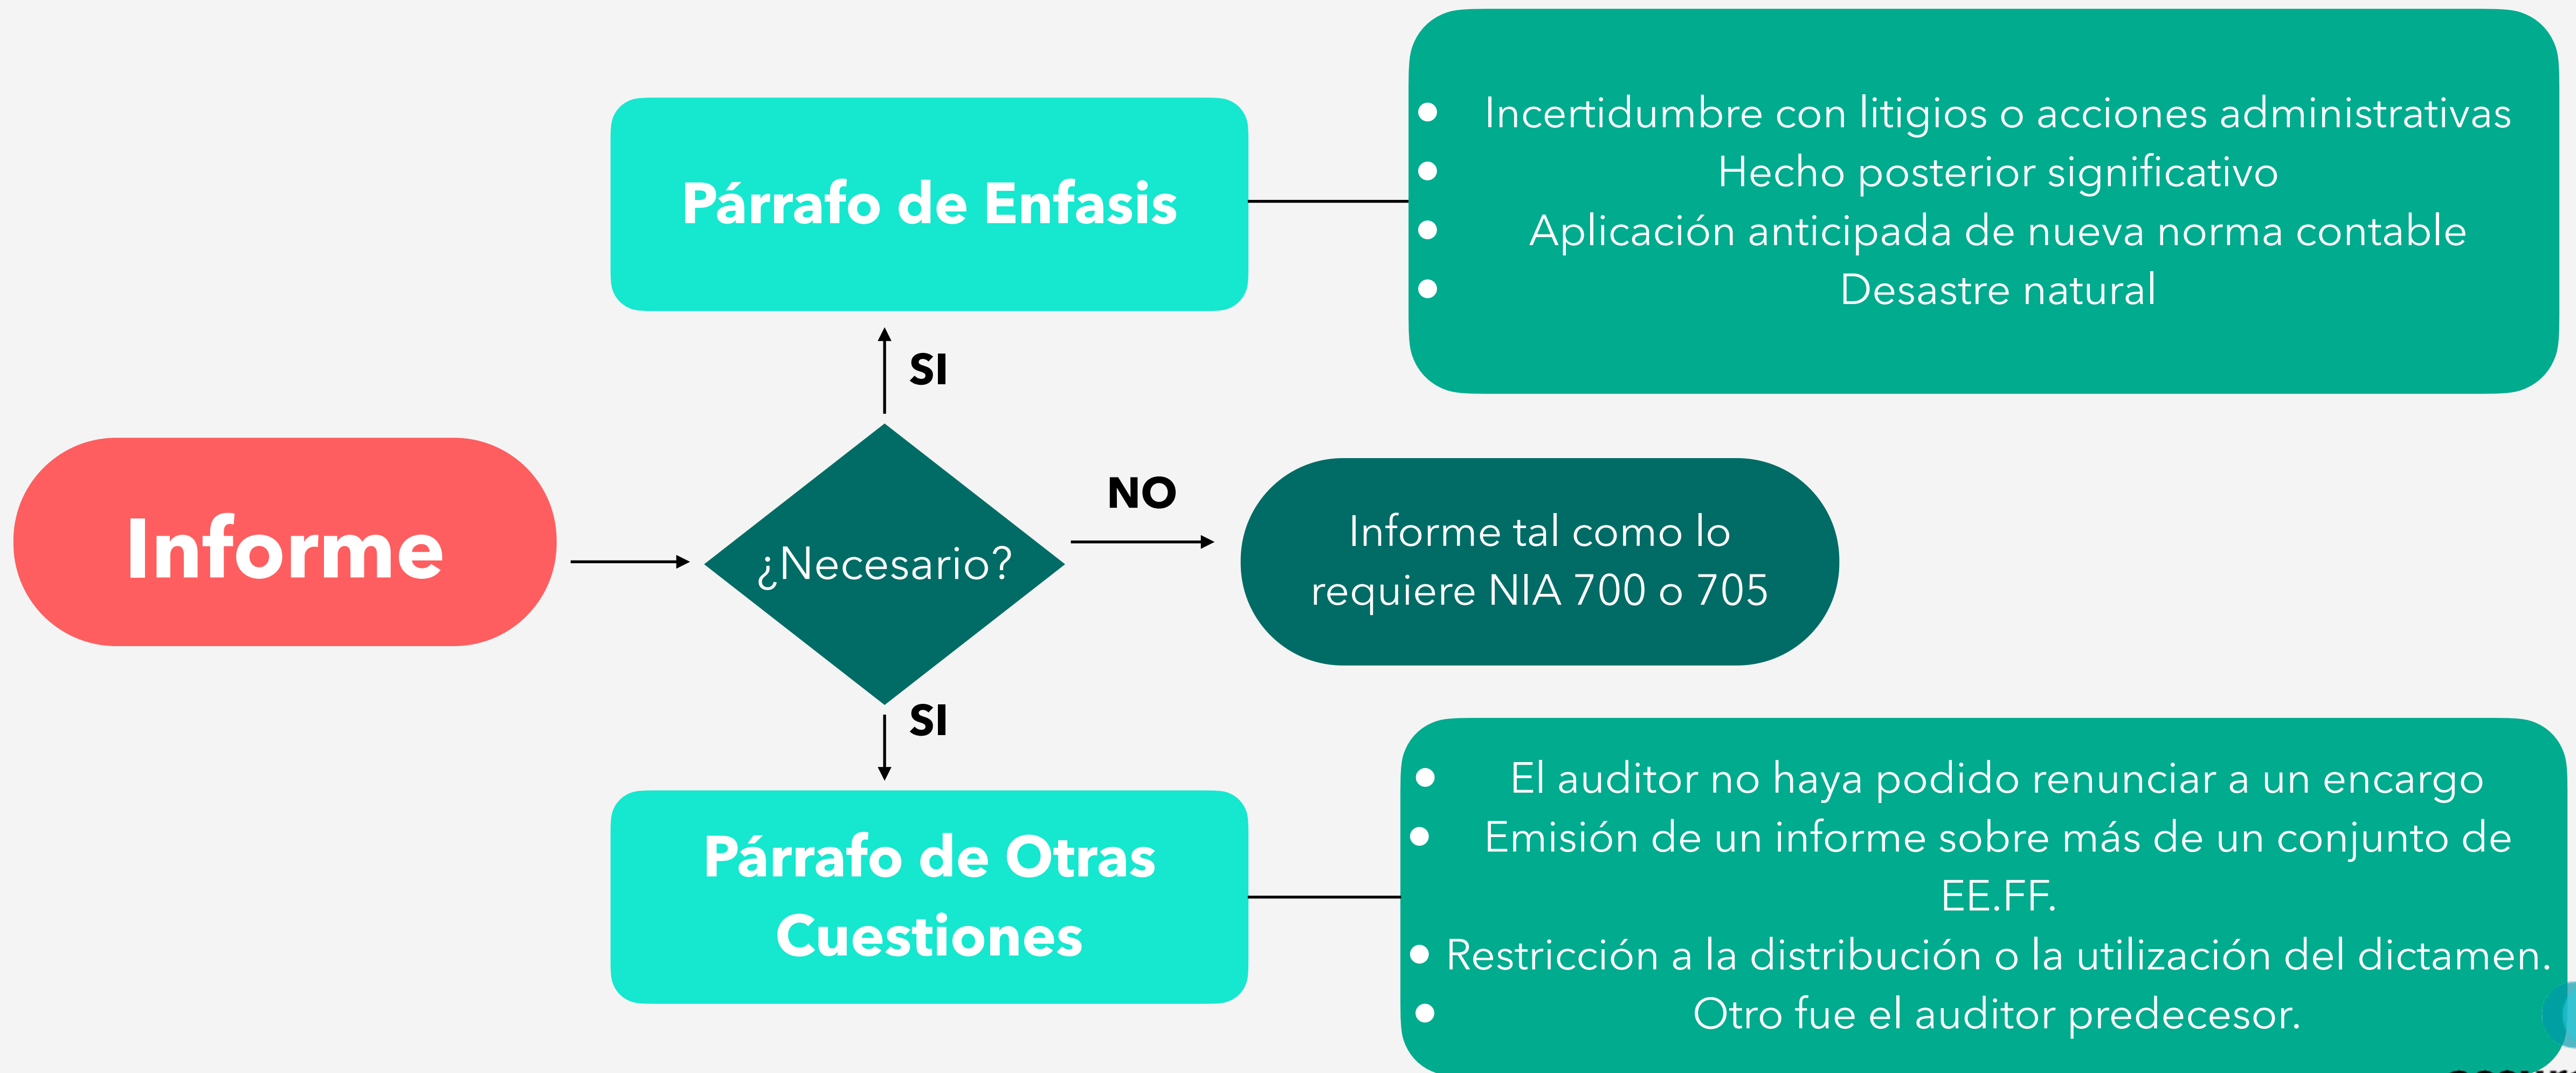 Incertidumbre con litigios o acciones administrativas
Hecho posterior significativo
Aplicación anticipada de nueva norma contable
Desastre natural
Párrafo de Enfasis
SI
Informe
¿Necesario?
NO
Informe tal como lo
requiere NIA 700 o 705
SI
Párrafo de Otras
Cuestiones
El auditor no haya podido renunciar a un encargo
Emisión de un informe sobre más de un conjunto de
EE.FF.
Restricción a la distribución o la utilización del dictamen.
Otro fue el auditor predecesor.